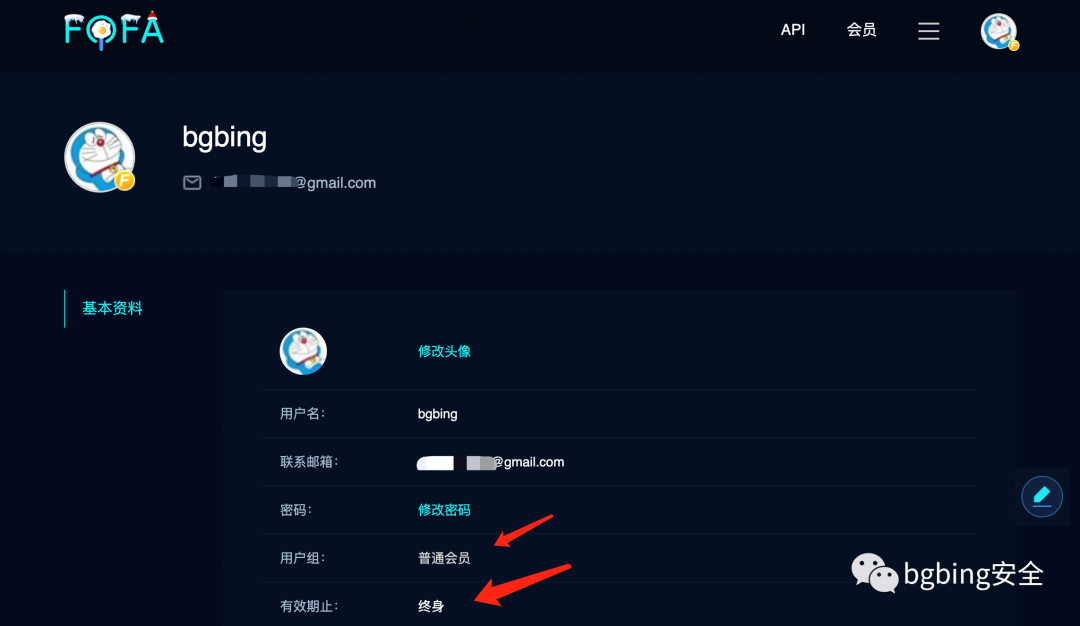 FOFA
API 会员
F
bgbing
F
@gmail.com
基本资料
修改头像
用户名： bgbing
联系邮箱： @gmail.com
密码： 修改密码
用户组： 普通会员
有效期止： 终身
bgbing安全